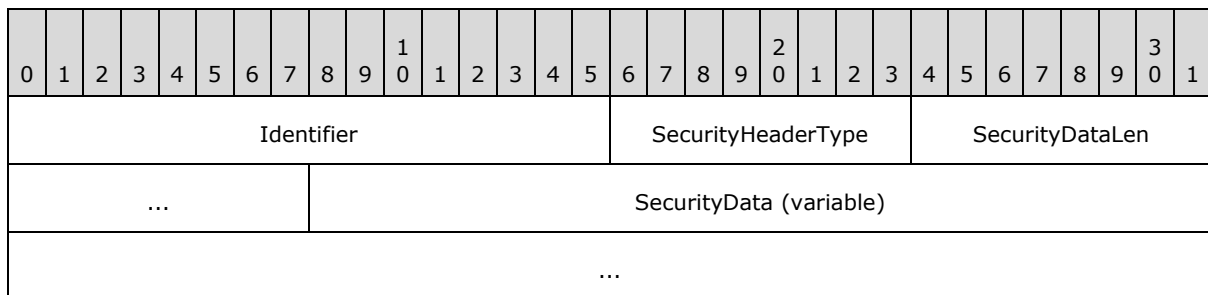 1 2 3
0 1 2 3 4 5 6 7 8 9 0 1 2 3 4 5 6 7 8 9 0 1 2 3 4 5 6 7 8 9 0 1
Identifier SecurityHeaderType SecurityDataLen
... SecurityData (variable)
...